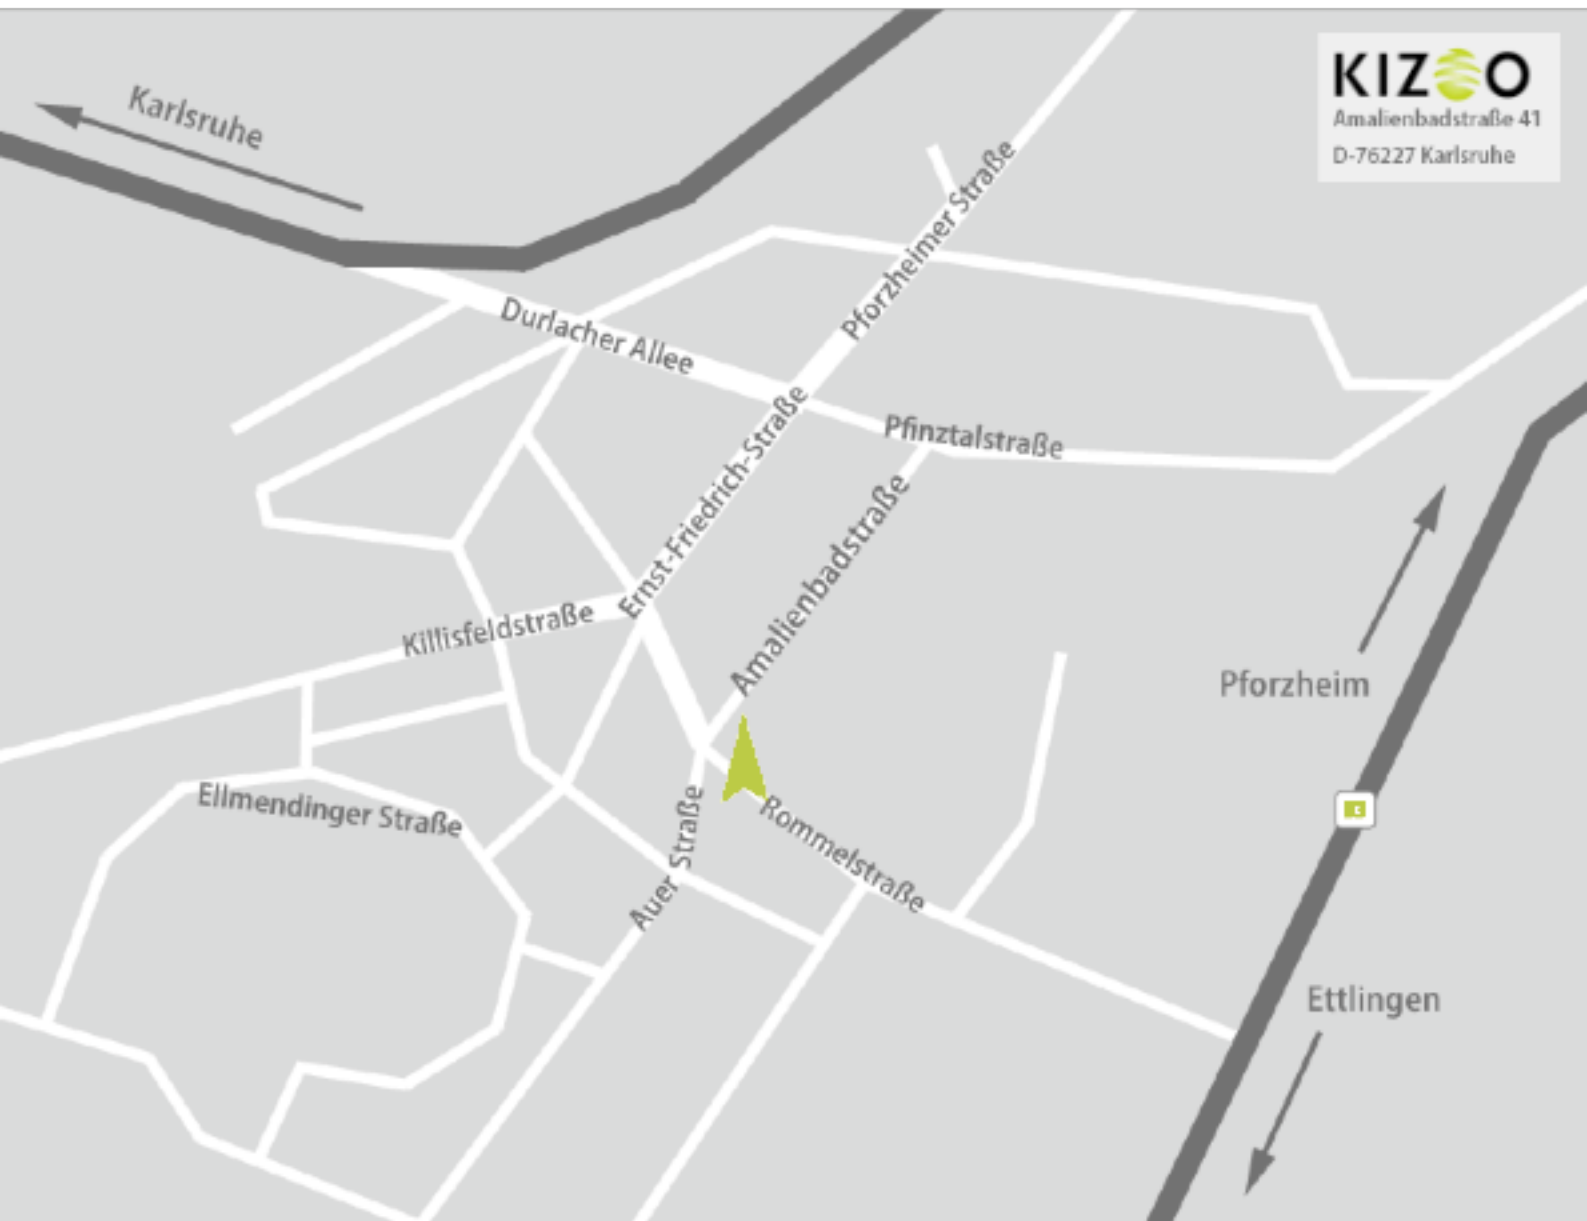 Karlsruhe
KIZOO
Amalienbadstraße 41
D-76227 Karlsruhe
Pforzheimer Straße
Durlacher Allee
Pfinztalstraße
Ernst-Friedrich-Straße
Amalienbadstraße
Killisfeldstraße
Pforzheim
Ellmendinger Straße
Auer Straße
Rommelstraße
Ettlingen